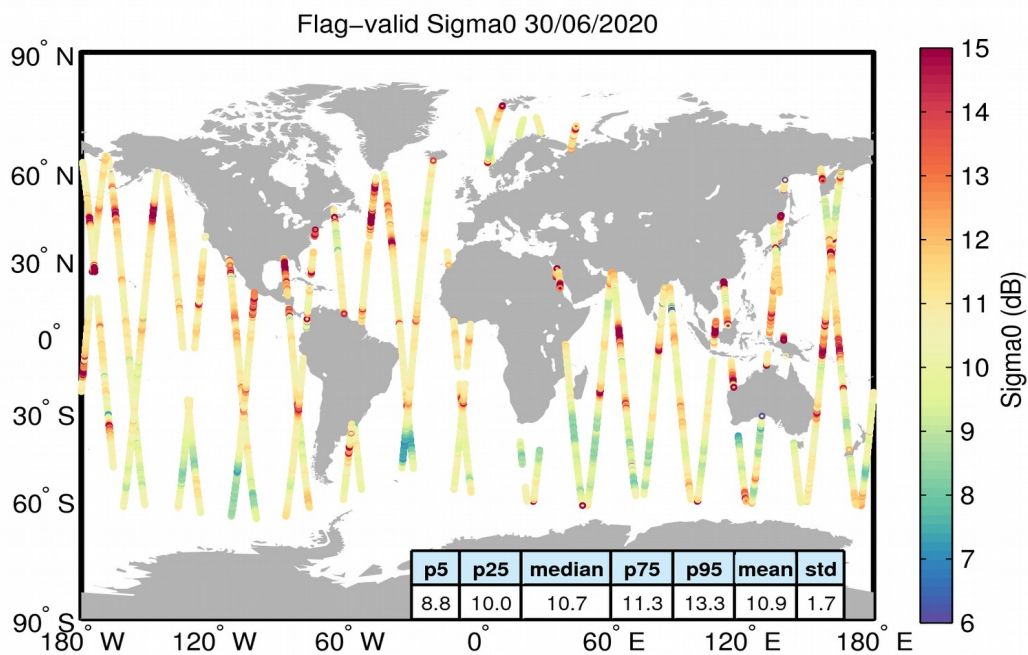 Flag−valid Sigma0 30/06/2020
90° N
60° N
30° N
0°
30° S
60° S
90° S
180° W
120° W
60° W
0°
60° E
120° E
180° E
15
14
13
12
11
10
9
8
7
6
Sigma0 (dB)
p5 p25 median p75 p95 mean std
8.8 10.0 10.7 11.3 13.3 10.9 1.7